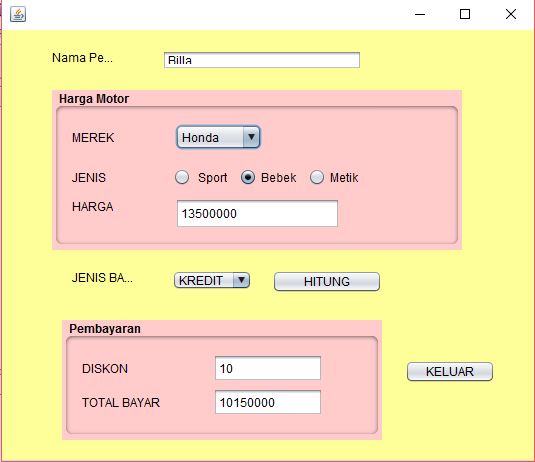 Nama Pe... Billa
Harga Motor
MEREK Honda
JENIS Sport Bebek Metik
HARGA 13500000
JENIS BA... KREDIT HITUNG
Pembayaran
DISKON 10
KELUAR
TOTAL BAYAR 10150000